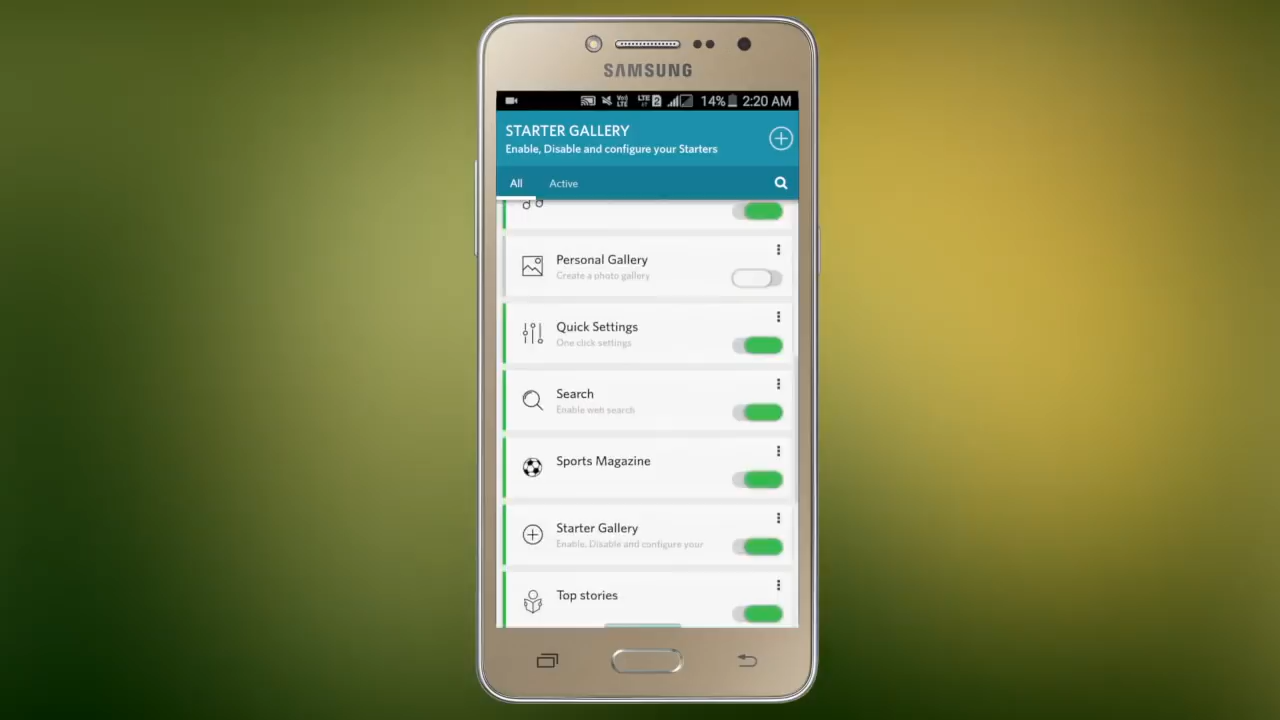 SAMSUNG
14% 2:20 AM
STARTER GALLERY
Enable, Disable and configure your Starters
All Active
Personal Gallery
Create a photo gallery
Quick Settings
One click settings
Search
Enable web search
Sports Magazine
Starter Gallery
Enable, Disable and configure your
Top stories